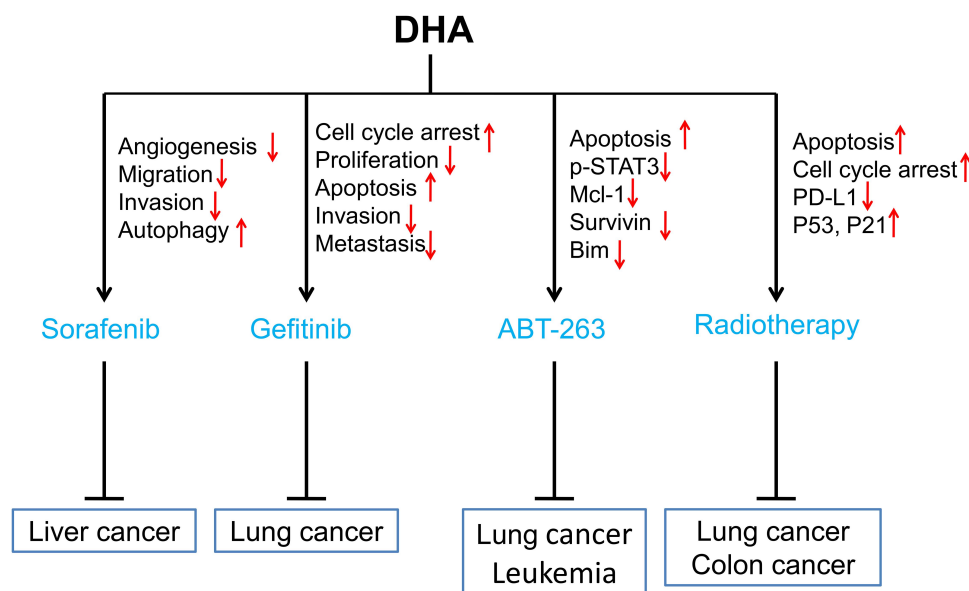 DHA
Angiogenesis ↓
Migration ↓
Invasion ↓
Autophagy ↑
Cell cycle arrest ↑
Proliferation ↓
Apoptosis ↑
Invasion ↓
Metastasis ↓
Apoptosis ↑
p-STAT3 ↓
Mcl-1 ↓
Survivin ↓
Bim ↓
Apoptosis ↑
Cell cycle arrest ↑
PD-L1 ↓
P53, P21 ↑
Sorafenib
Gefitinib
ABT-263
Radiotherapy
Liver cancer
Lung cancer
Lung cancer
Leukemia
Lung cancer
Colon cancer